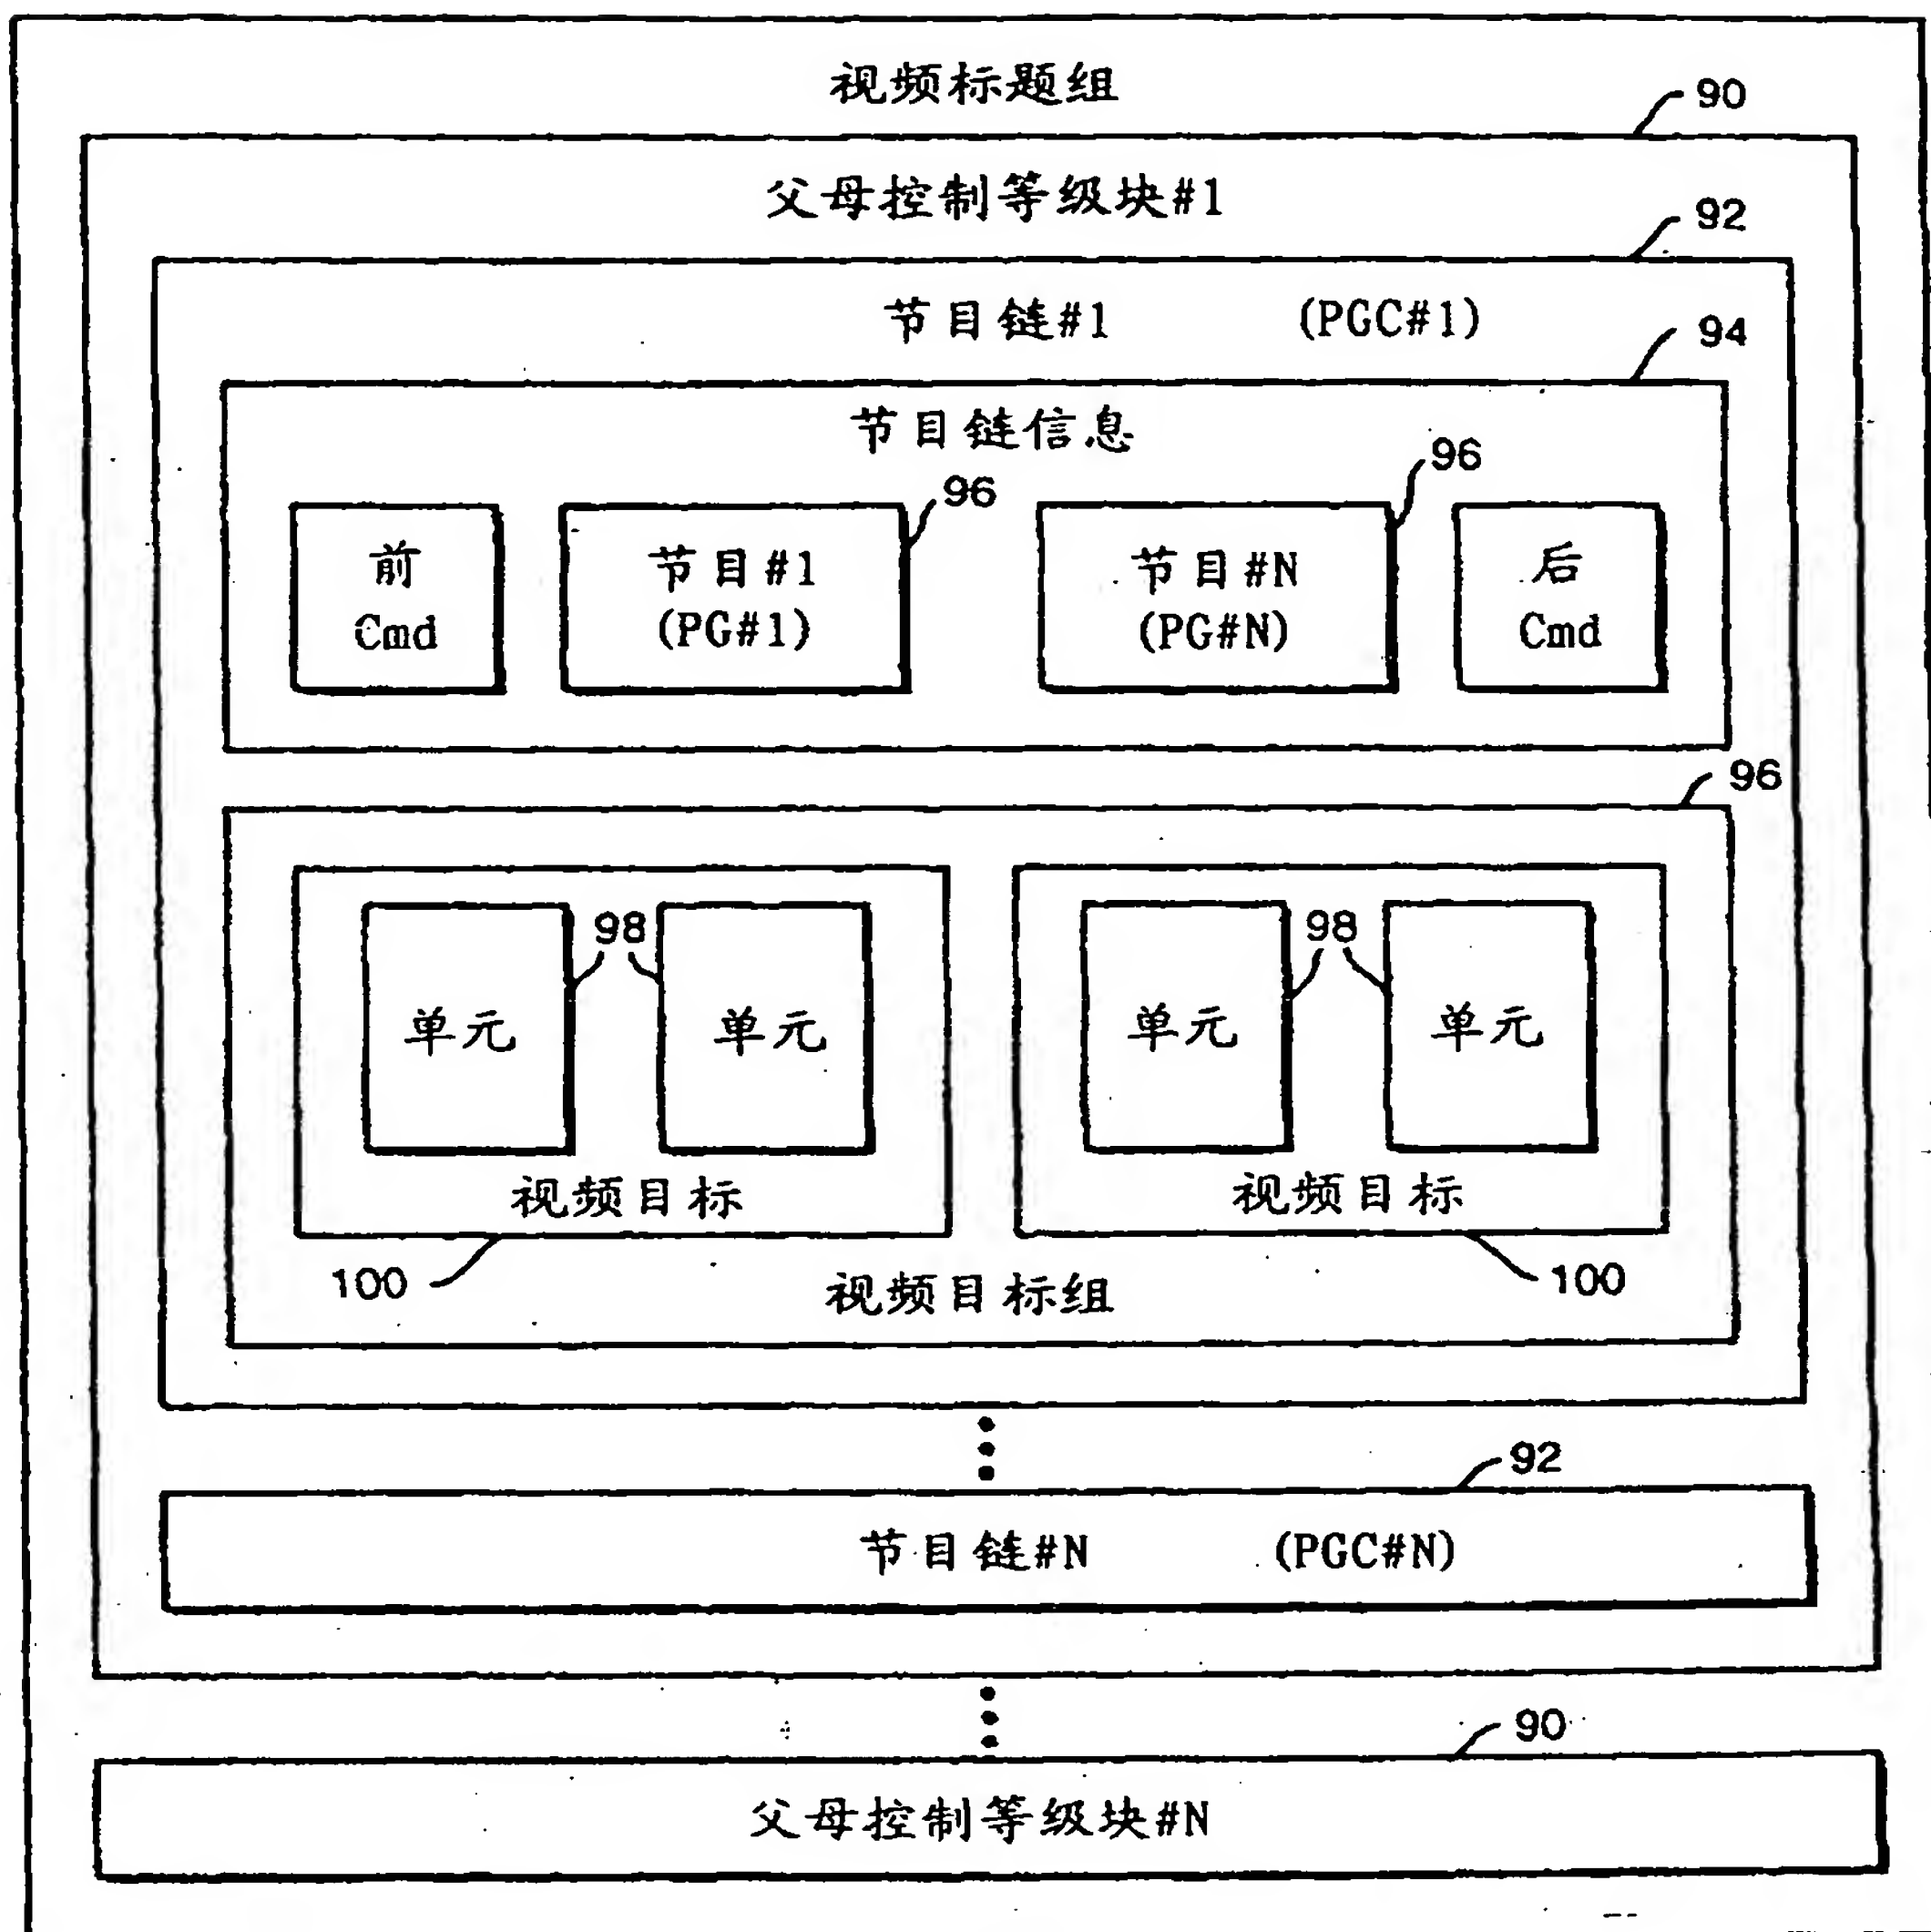 视频标题组
90
父母控制等级块#1
92
节目链#1 (PGC#1)
94
节目链信息
96
96
前
Cmd
节目#1
(PG#1)
节目#N
(PG#N)
后
Cmd
96
98
98
单元
单元
单元
单元
视频目标
视频目标
100
视频目标组
100
92
节目链#N (PGC#N)
90
父母控制等级块#N